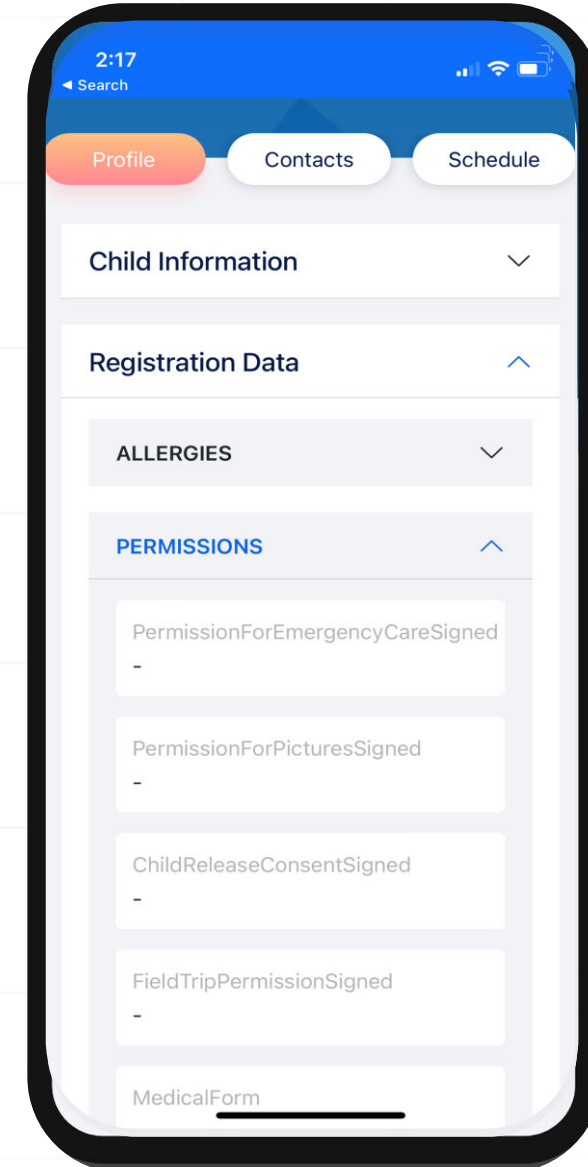 2:17
◀ Search
Profile Contacts Schedule
Child Information
Registration Data
ALLERGIES
PERMISSIONS
PermissionForEmergencyCareSigned
-
PermissionForPicturesSigned
-
ChildReleaseConsentSigned
-
FieldTripPermissionSigned
-
MedicalForm